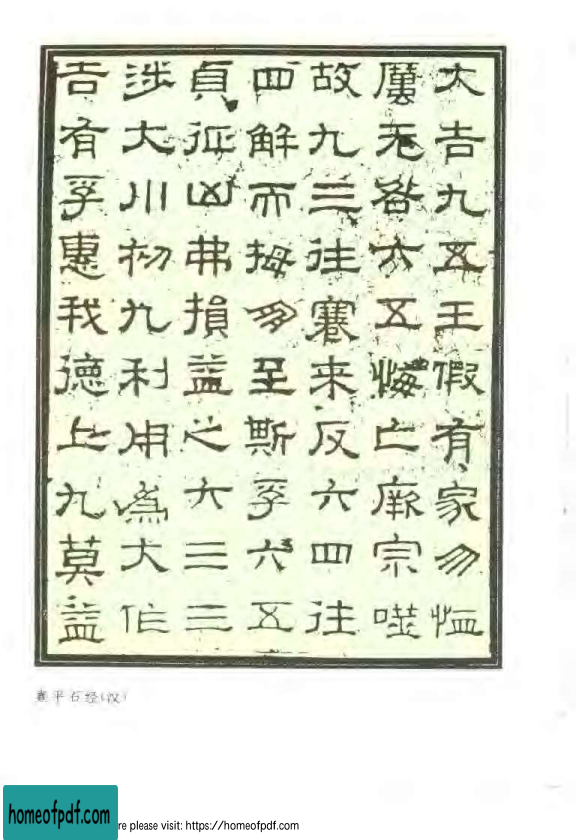 大吉九五王假有家勿恤
厲无咎六五悔亡厥宗噬
故九三往蹇来反六四往
四解而拇朋至斯孚六五
貞征凶弗損益之六三三
涉大川初九利用為大作
吉有孚惠我德上九莫益
熹平石经(汉)
homeofpdf.com
re please visit: https://homeofpdf.com